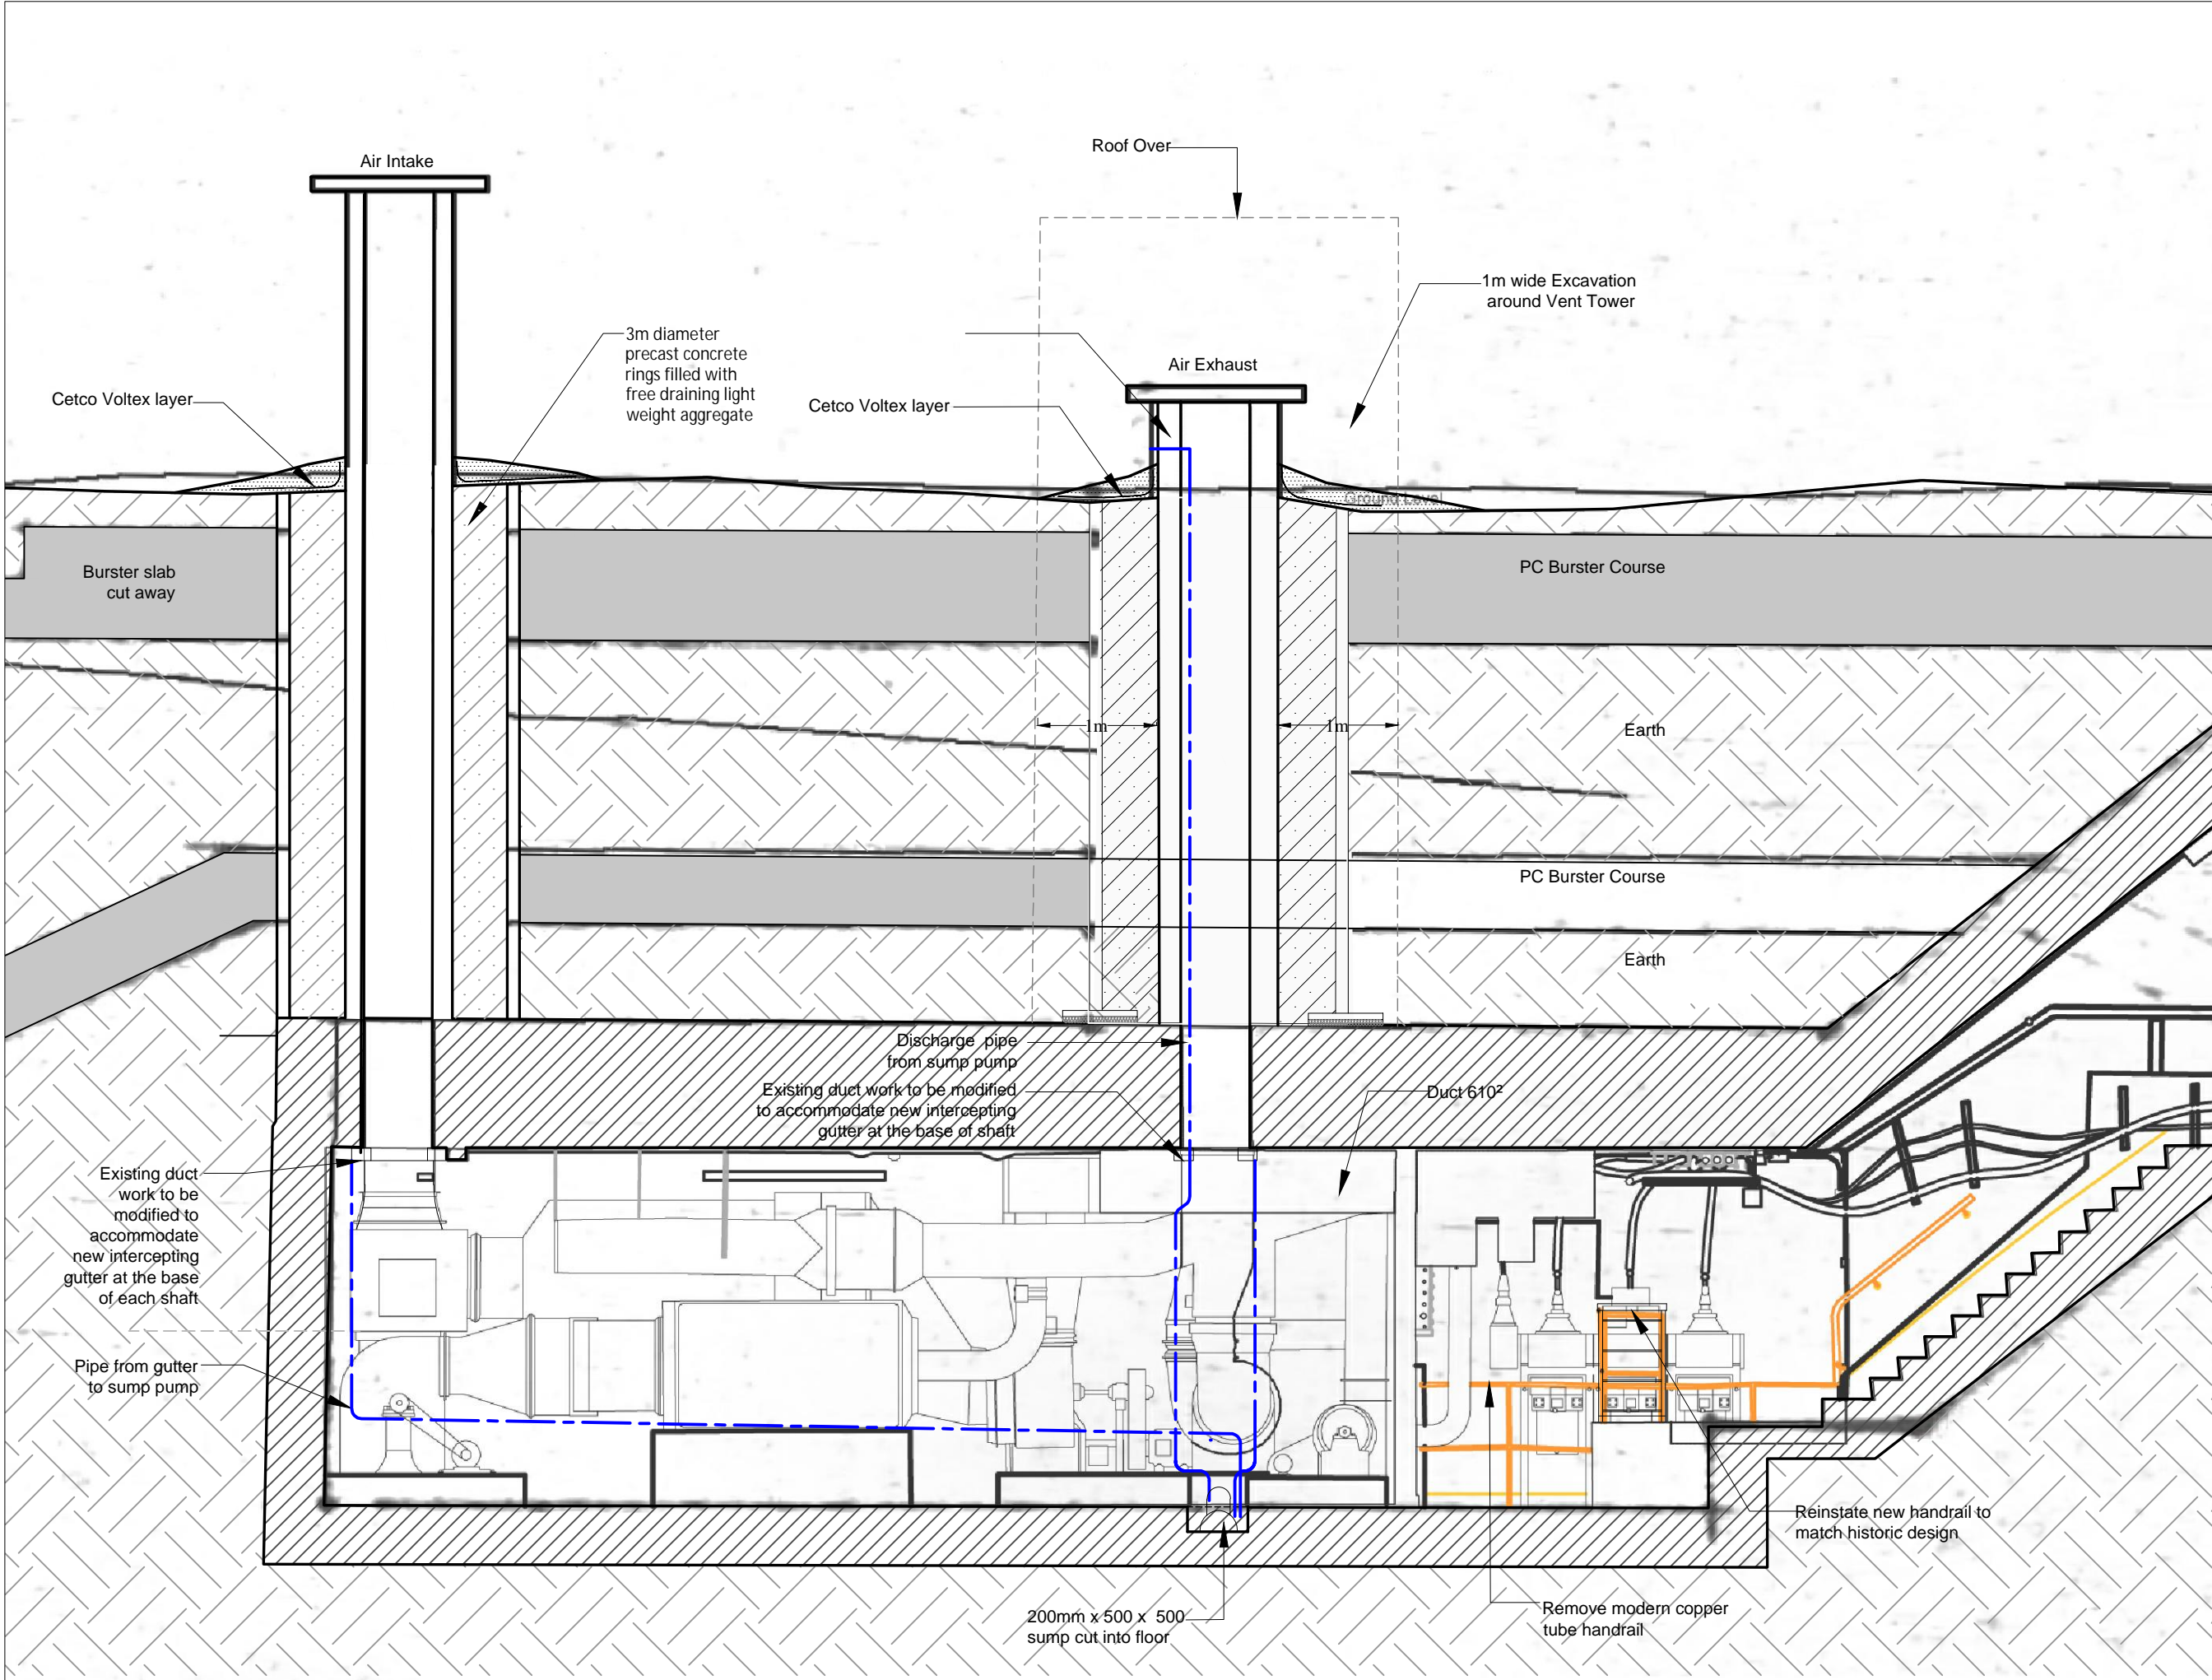 Roof Over
Air Intake
1m wide Excavation
around Vent Tower
3m diameter
precast concrete
rings filled with
free draining light
weight aggregate
Air Exhaust
Cetco Voltex layer
Cetco Voltex layer
Ground Level
Burster slab
cut away
PC Burster Course
1m
1m
Earth
PC Burster Course
Earth
Discharge pipe
from sump pump
Existing duct work to be modified
to accommodate new intercepting
gutter at the base of shaft
Duct 610²
Existing duct
work to be
modified to
accommodate
new intercepting
gutter at the base
of each shaft
Pipe from gutter
to sump pump
Reinstate new handrail to
match historic design
200mm x 500 x 500
sump cut into floor
Remove modern copper
tube handrail